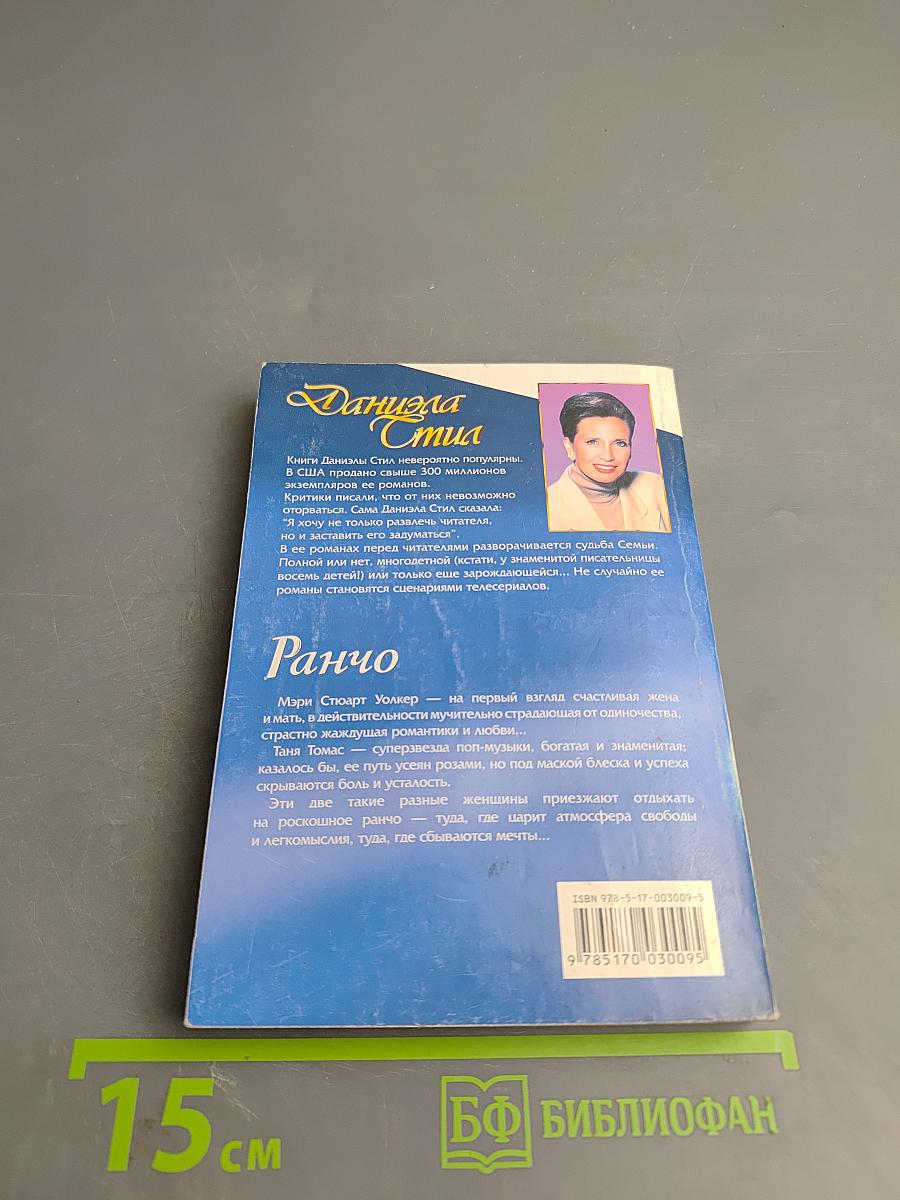 Даниэла
Стил
Книги Даниэлы Стил невероятно популярны.
В США продано свыше 300 миллионов
экземпляров ее романов.
Критики писали, что от них невозможно
оторваться. Сама Даниэла Стил сказала:
"Я хочу не только развлечь читателя,
но и заставить его задуматься".
В ее романах перед читателями разворачивается судьба Семьи.
Полной или нет, многодетной (кстати, у знаменитой писательницы
восемь детей!) или только еще зарождающейся... Не случайно ее
романы становятся сценариями телесериалов.
Ранчо
Мэри Стюарт Уолкер — на первый взгляд счастливая жена
и мать, в действительности мучительно страдающая от одиночества,
страстно жаждущая романтики и любви...
Таня Томас — суперзвезда поп-музыки, богатая и знаменитая;
казалось бы, ее путь усеян розами, но под маской блеска и успеха
скрываются боль и усталость.
Эти две такие разные женщины приезжают отдыхать
на роскошное ранчо — туда, где царит атмосфера свободы
и легкомыслия, туда, где сбываются мечты...
ISBN 978-5-17-003009-5
9 785170 030095
15 см
БФ БИБЛИОФАН